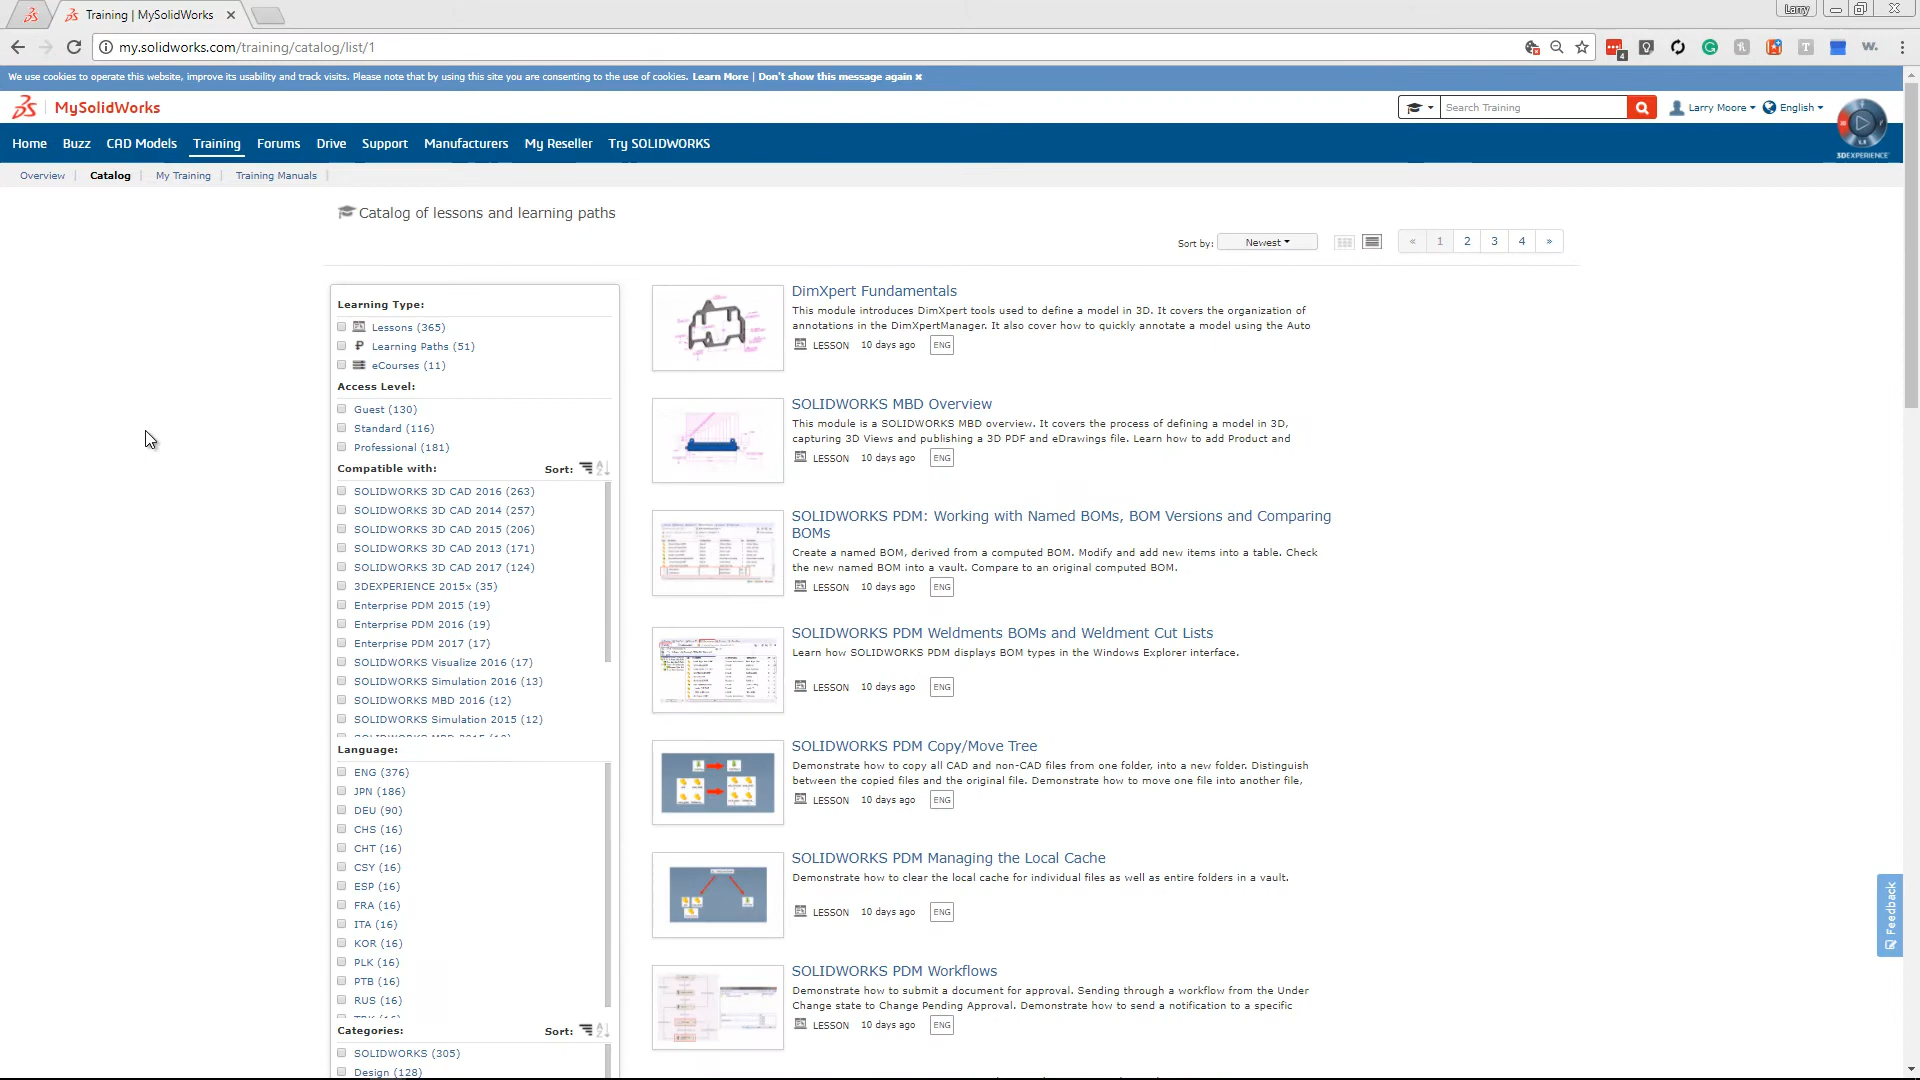 Training | MySolidWorks
Larry
my.solidworks.com/training/catalog/list/1
4
We use cookies to operate this website, improve its usability and track visits. Please note that by using this site you are consenting to the use of cookies. Learn More | Don't show this message again ✖
MySolidWorks
Search Training
Larry Moore
English
Home Buzz CAD Models Training Forums Drive Support Manufacturers My Reseller Try SOLIDWORKS
3DEXPERIENCE
Overview | Catalog | My Training | Training Manuals |
Catalog of lessons and learning paths
Sort by: Newest
« 1 2 3 4 »
Learning Type:
Lessons (365)
Learning Paths (51)
eCourses (11)
Access Level:
Guest (130)
Standard (116)
Professional (181)
Compatible with: Sort:
SOLIDWORKS 3D CAD 2016 (263)
SOLIDWORKS 3D CAD 2014 (257)
SOLIDWORKS 3D CAD 2015 (206)
SOLIDWORKS 3D CAD 2013 (171)
SOLIDWORKS 3D CAD 2017 (124)
3DEXPERIENCE 2015x (35)
Enterprise PDM 2015 (19)
Enterprise PDM 2016 (19)
Enterprise PDM 2017 (17)
SOLIDWORKS Visualize 2016 (17)
SOLIDWORKS Simulation 2016 (13)
SOLIDWORKS MBD 2016 (12)
SOLIDWORKS Simulation 2015 (12)
Language:
ENG (376)
JPN (186)
DEU (90)
CHS (16)
CHT (16)
CSY (16)
ESP (16)
FRA (16)
ITA (16)
KOR (16)
PLK (16)
PTB (16)
RUS (16)
Categories: Sort:
SOLIDWORKS (305)
Design (128)
DimXpert Fundamentals
This module introduces DimXpert tools used to define a model in 3D. It covers the organization of
annotations in the DimXpertManager. It also cover how to quickly annotate a model using the Auto
LESSON 10 days ago ENG
SOLIDWORKS MBD Overview
This module is a SOLIDWORKS MBD overview. It covers the process of defining a model in 3D,
capturing 3D Views and publishing a 3D PDF and eDrawings file. Learn how to add Product and
LESSON 10 days ago ENG
SOLIDWORKS PDM: Working with Named BOMs, BOM Versions and Comparing
BOMs
Create a named BOM, derived from a computed BOM. Modify and add new items into a table. Check
the new named BOM into a vault. Compare to an original computed BOM.
LESSON 10 days ago ENG
SOLIDWORKS PDM Weldments BOMs and Weldment Cut Lists
Learn how SOLIDWORKS PDM displays BOM types in the Windows Explorer interface.
LESSON 10 days ago ENG
SOLIDWORKS PDM Copy/Move Tree
Demonstrate how to copy all CAD and non-CAD files from one folder, into a new folder. Distinguish
between the copied files and the original file. Demonstrate how to move one file into another file,
LESSON 10 days ago ENG
SOLIDWORKS PDM Managing the Local Cache
Demonstrate how to clear the local cache for individual files as well as entire folders in a vault.
LESSON 10 days ago ENG
SOLIDWORKS PDM Workflows
Demonstrate how to submit a document for approval. Sending through a workflow from the Under
Change state to Change Pending Approval. Demonstrate how to send a notification to a specific
LESSON 10 days ago ENG
Feedback